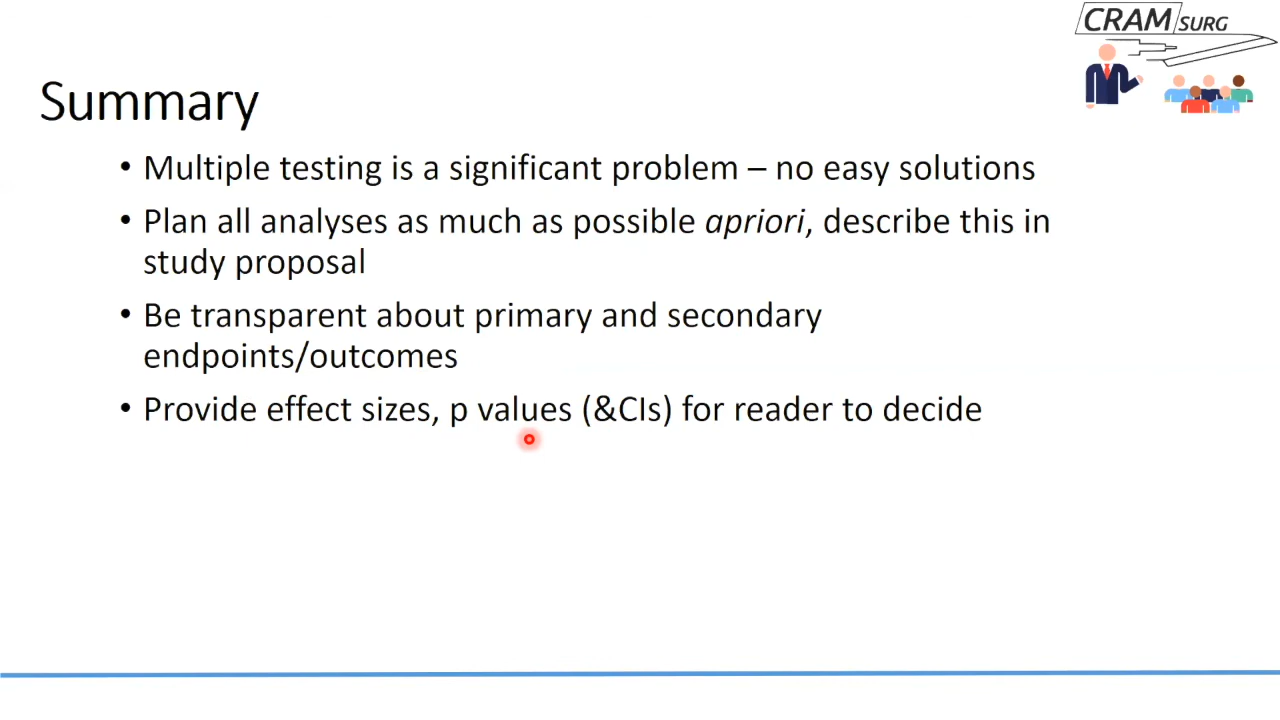 CRAM SURG
Summary
• Multiple testing is a significant problem – no easy solutions
• Plan all analyses as much as possible apriori, describe this in
study proposal
• Be transparent about primary and secondary
endpoints/outcomes
• Provide effect sizes, p values (&CIs) for reader to decide